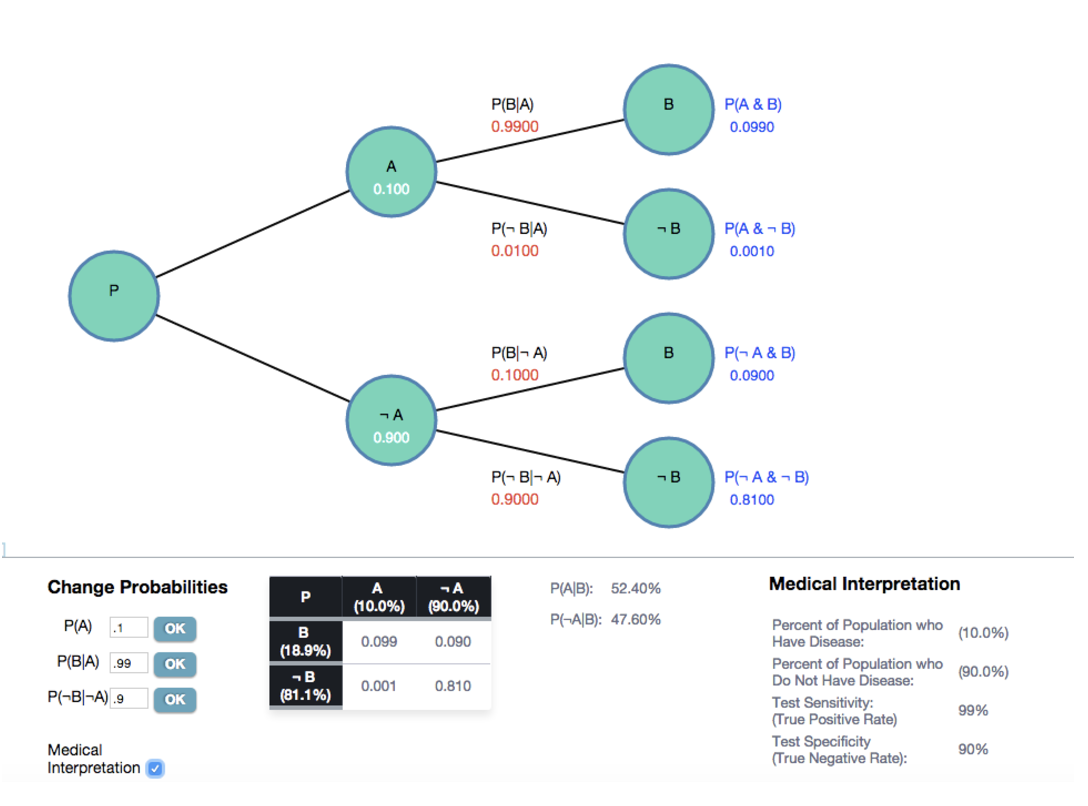 P(B|A)
0.9900
B
P(A & B)
0.0990
A
0.100
P(¬ B|A)
0.0100
¬ B
P(A & ¬ B)
0.0010
P
P(B|¬ A)
0.1000
B
P(¬ A & B)
0.0900
¬ A
0.900
P(¬ B|¬ A)
0.9000
¬ B
P(¬ A & ¬ B)
0.8100
Change Probabilities
P(A) .1 OK
P(B|A) .99 OK
P(¬B|¬A) .9 OK
Medical
Interpretation
P
A
(10.0%)
¬ A
(90.0%)
B
(18.9%)
0.099 0.090
¬ B
(81.1%)
0.001 0.810
P(A|B): 52.40%
P(¬A|B): 47.60%
Medical Interpretation
Percent of Population who
Have Disease:
(10.0%)
Percent of Population who
Do Not Have Disease:
(90.0%)
Test Sensitivity:
(True Positive Rate)
99%
Test Specificity
(True Negative Rate):
90%